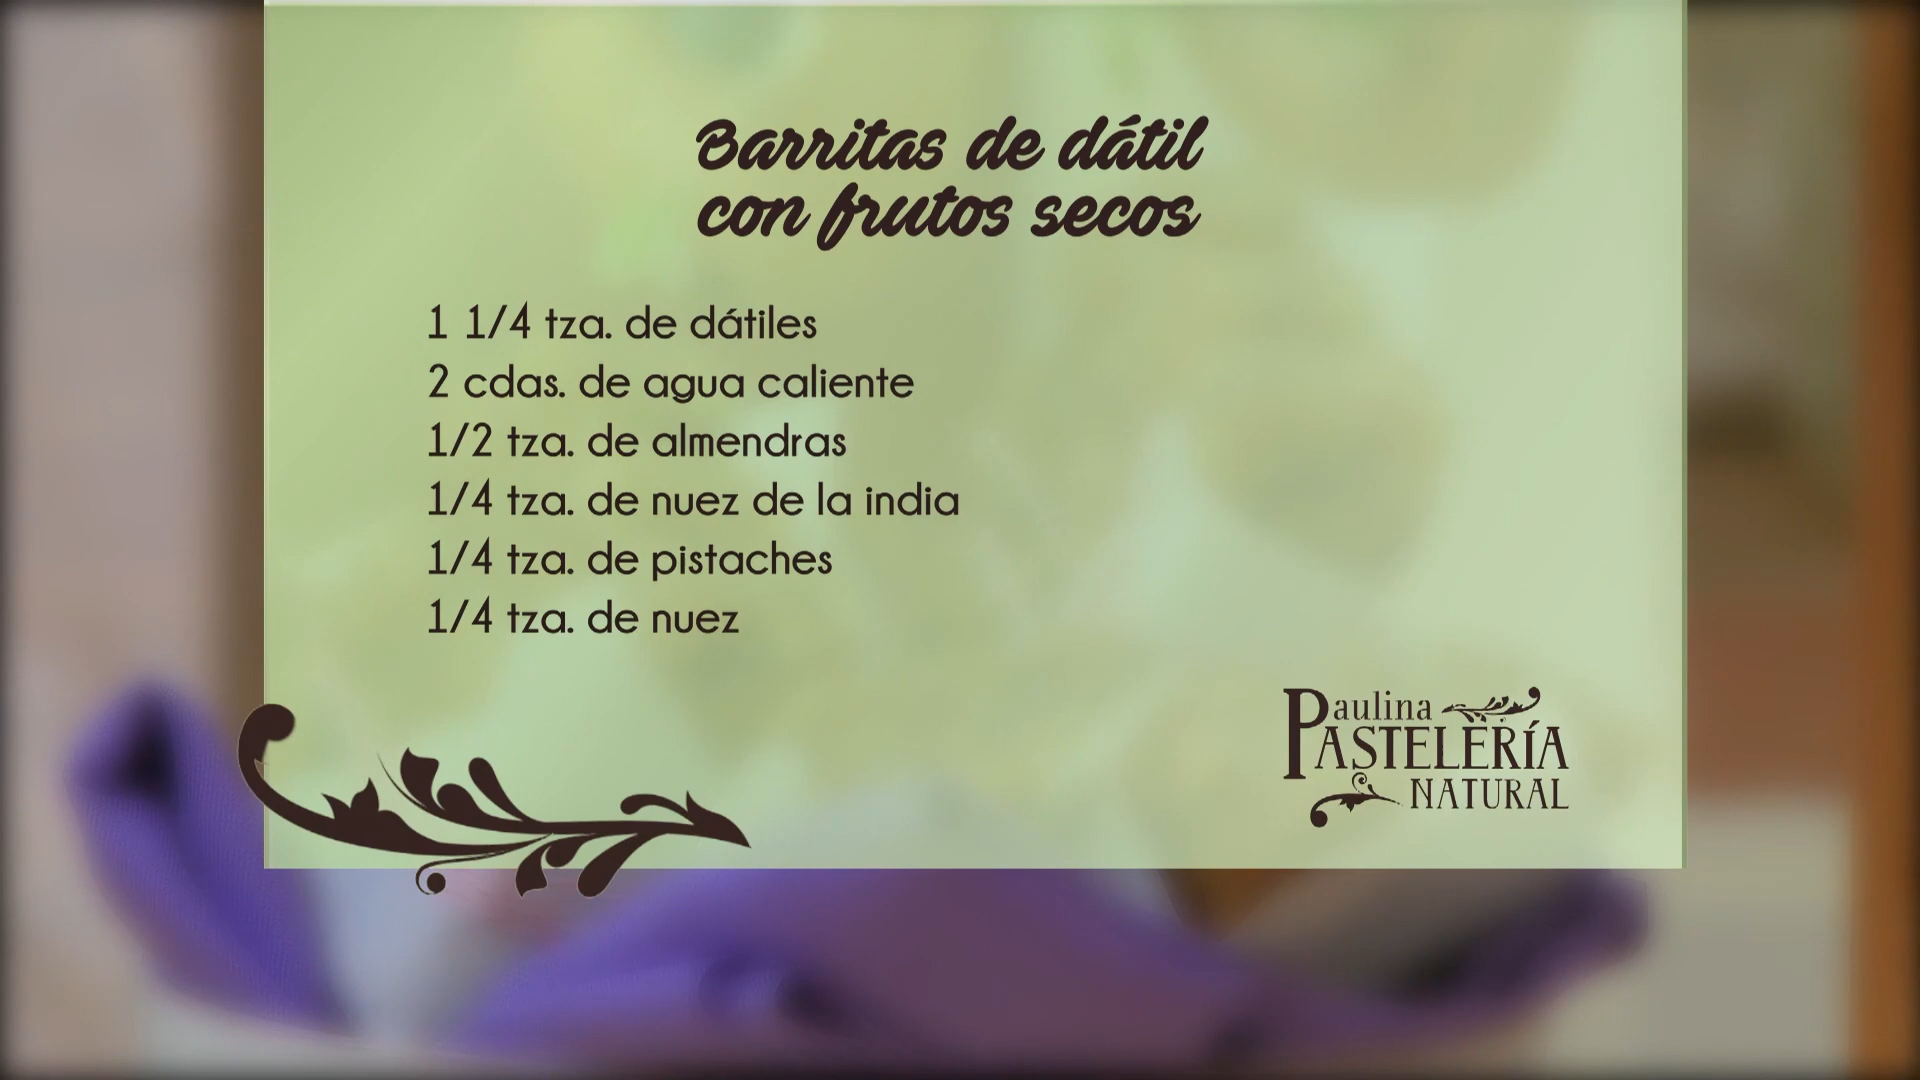 Barritas de dátil
con frutos secos
1 1/4 tza. de dátiles
2 cdas. de agua caliente
1/2 tza. de almendras
1/4 tza. de nuez de la india
1/4 tza. de pistaches
1/4 tza. de nuez
Paulina
PASTELERÍA
NATURAL